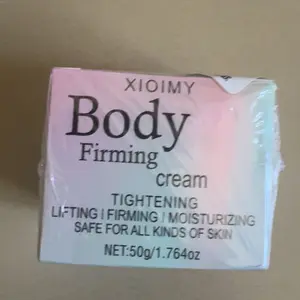 XIOIMY
Body
Firming
cream
TIGHTENING
LIFTING I FIRMING / MOISTURIZING
SAFE FOR ALL KINDS OF SKIN
NET:50g/1.764oz